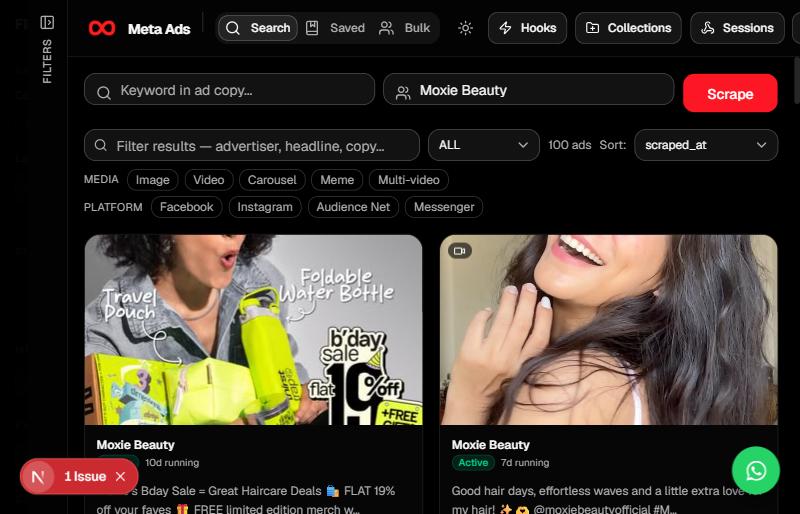 Meta Ads Search Saved Bulk Hooks Collections Sessions
FILTERS
Keyword in ad copy... Moxie Beauty Scrape
Filter results — advertiser, headline, copy... ALL 100 ads Sort: scraped_at
MEDIA Image Video Carousel Meme Multi-video
PLATFORM Facebook Instagram Audience Net Messenger
Travel
Pouch
Foldable
Water Bottle
b'day
sale
flat 19% off
+FREE
Moxie Beauty
10d running
Bday Sale = Great Haircare Deals 🛍️ FLAT 19%
off your faves 🎁 FREE limited edition merch w...
Moxie Beauty
Active 7d running
Good hair days, effortless waves and a little extra love
my hair! ✨🤗 @moxiebeautyofficial #M...
N 1 Issue